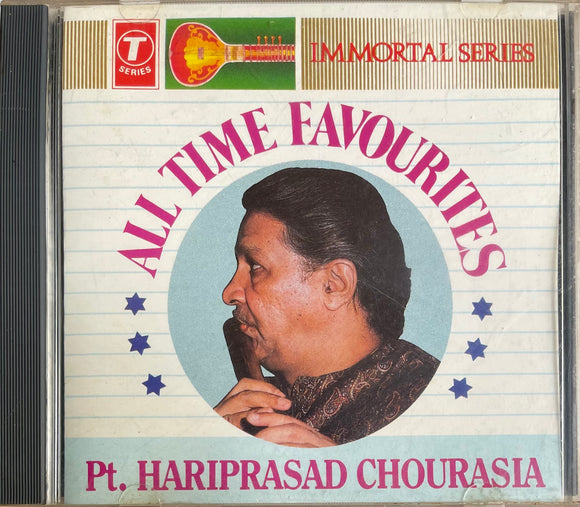 T
SERIES
IMMORTAL SERIES
ALL TIME FAVOURITES
Pt. HARIPRASAD CHOURASIA